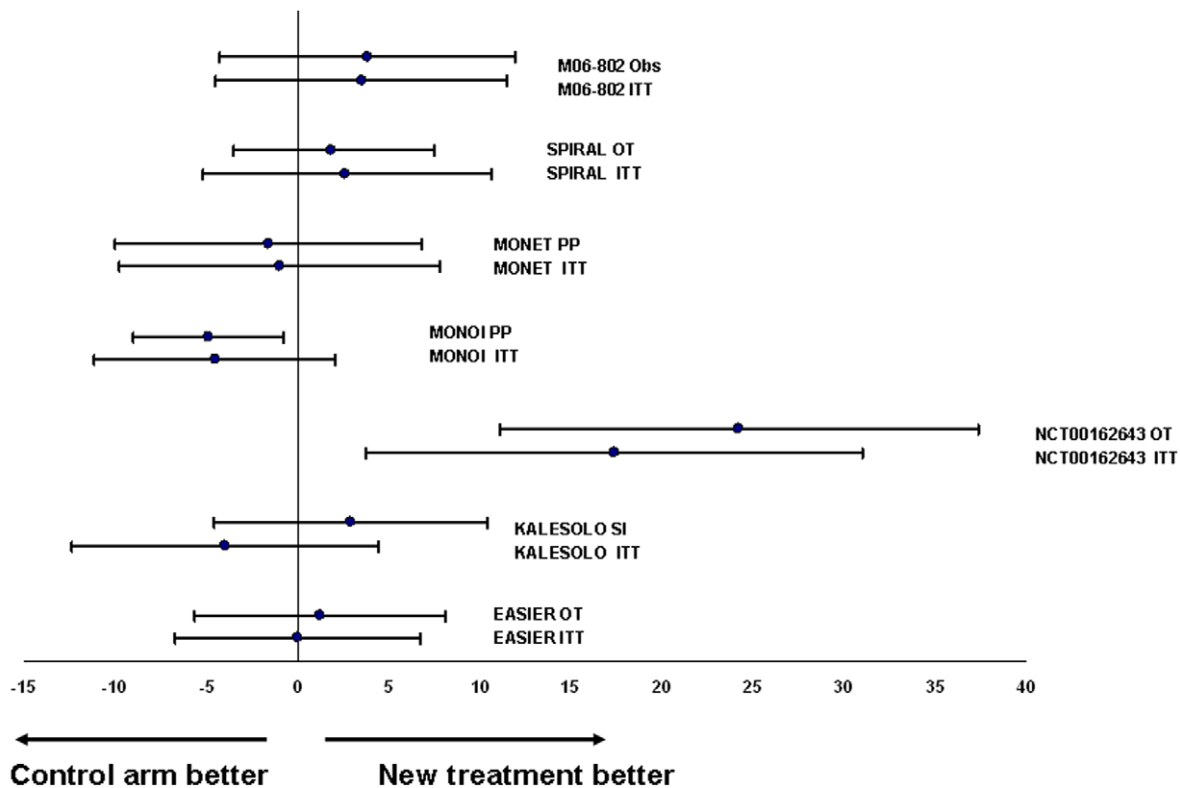 M06-802 Obs
M06-802 ITT
SPIRAL OT
SPIRAL ITT
MONET PP
MONET ITT
MONOI PP
MONOI ITT
NCT00162643 OT
NCT00162643 ITT
KALESOLO SI
KALESOLO ITT
EASIER OT
EASIER ITT
-15 -10 -5 0 5 10 15 20 25 30 35 40
Control arm better New treatment better